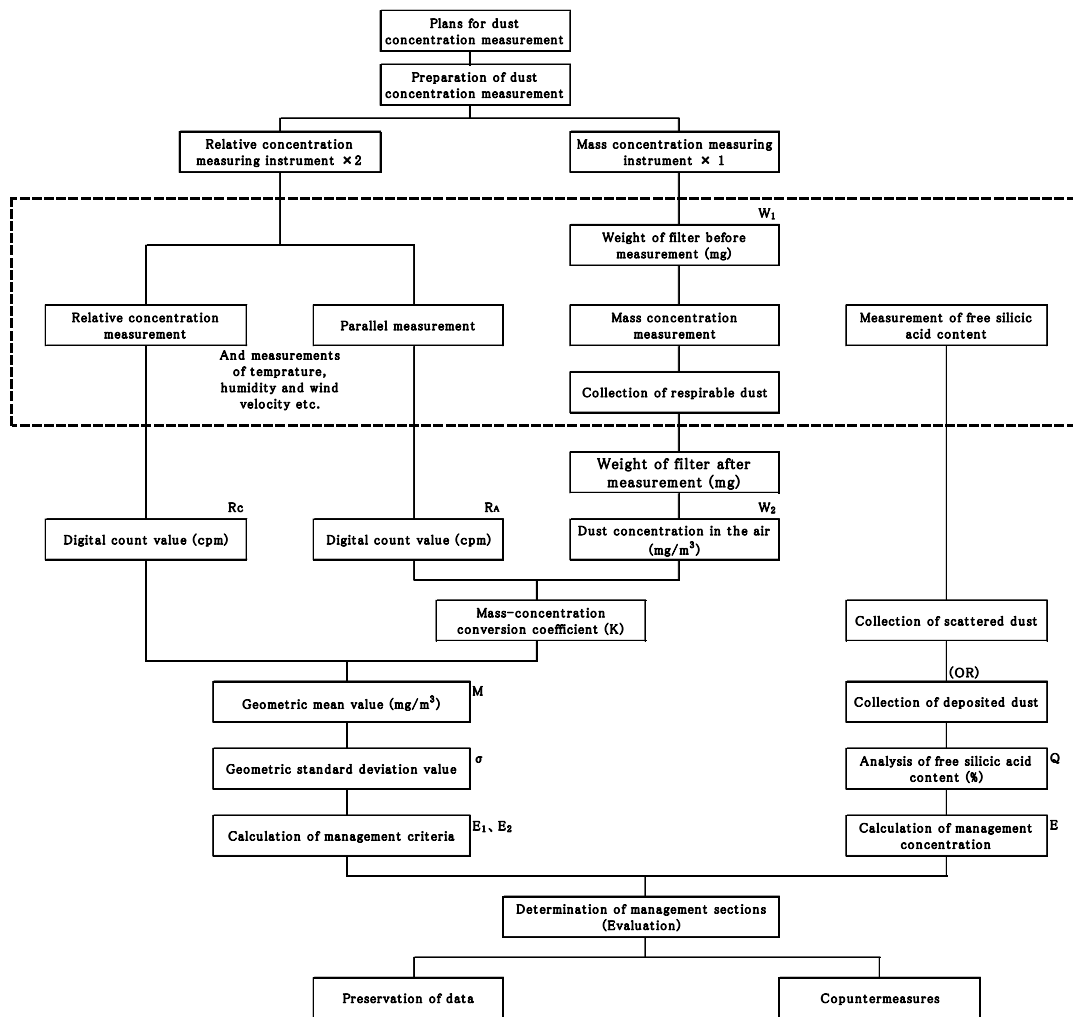 Plans for dust
concentration measurement
Preparation of dust
concentration measurement
Relative concentration
measuring instrument ×2
Mass concentration measuring
instrument × 1
W1
Weight of filter before
measurement (mg)
Relative concentration
measurement
Parallel measurement
Mass concentration
measurement
Measurement of free silicic
acid content
And measurements
of temprature,
humidity and wind
velocity etc.
Collection of respirable dust
Weight of filter after
measurement (mg)
RC
RA
W2
Digital count value (cpm)
Digital count value (cpm)
Dust concentration in the air
(mg/m³)
Mass-concentration
conversion coefficient (K)
Collection of scattered dust
(OR)
Geometric mean value (mg/m³)
M
Collection of deposited dust
Geometric standard deviation value
σ
Analysis of free silicic acid
content (%)
Q
Calculation of management criteria
E1、E2
Calculation of management
concentration
E
Determination of management sections
(Evaluation)
Preservation of data
Copuntermeasures